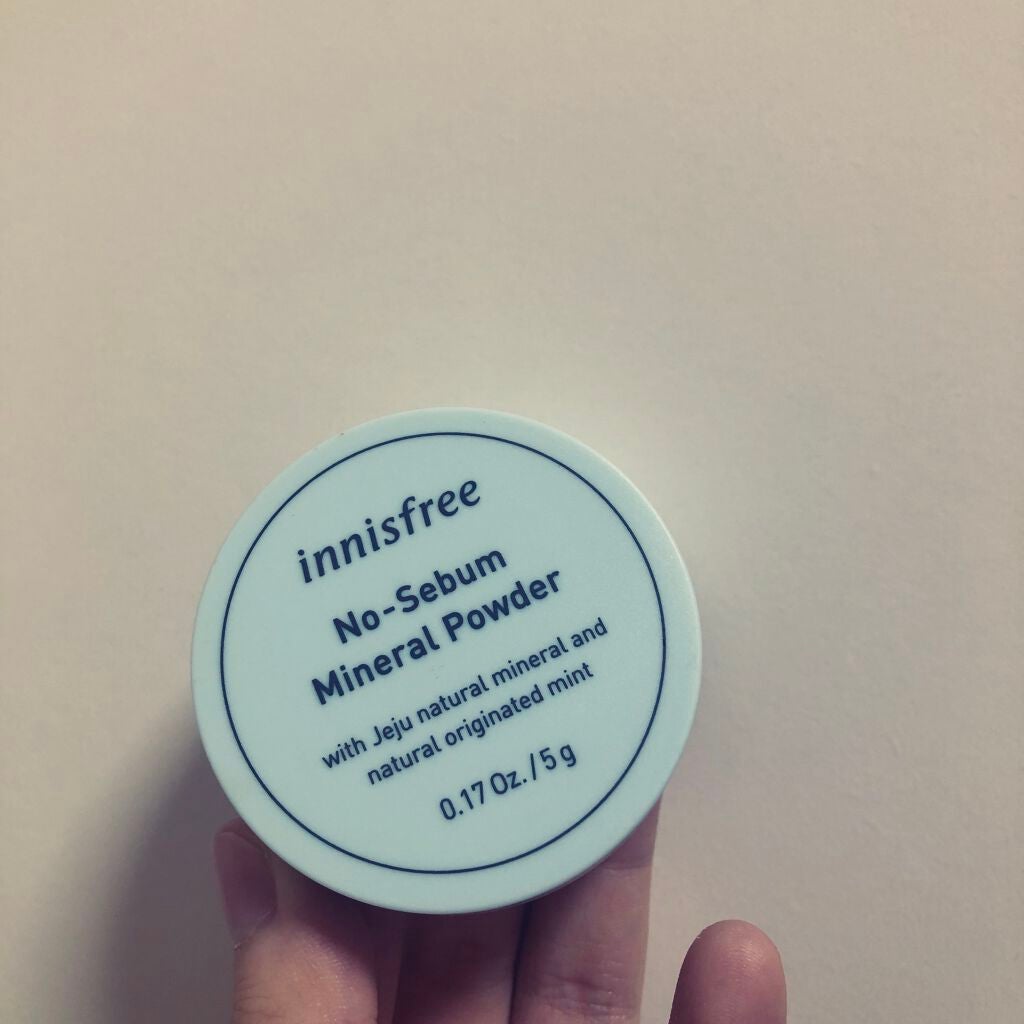 innisfree
No-Sebum
Mineral Powder
with Jeju natural mineral and
natural originated mint
0.17 Oz. / 5 g